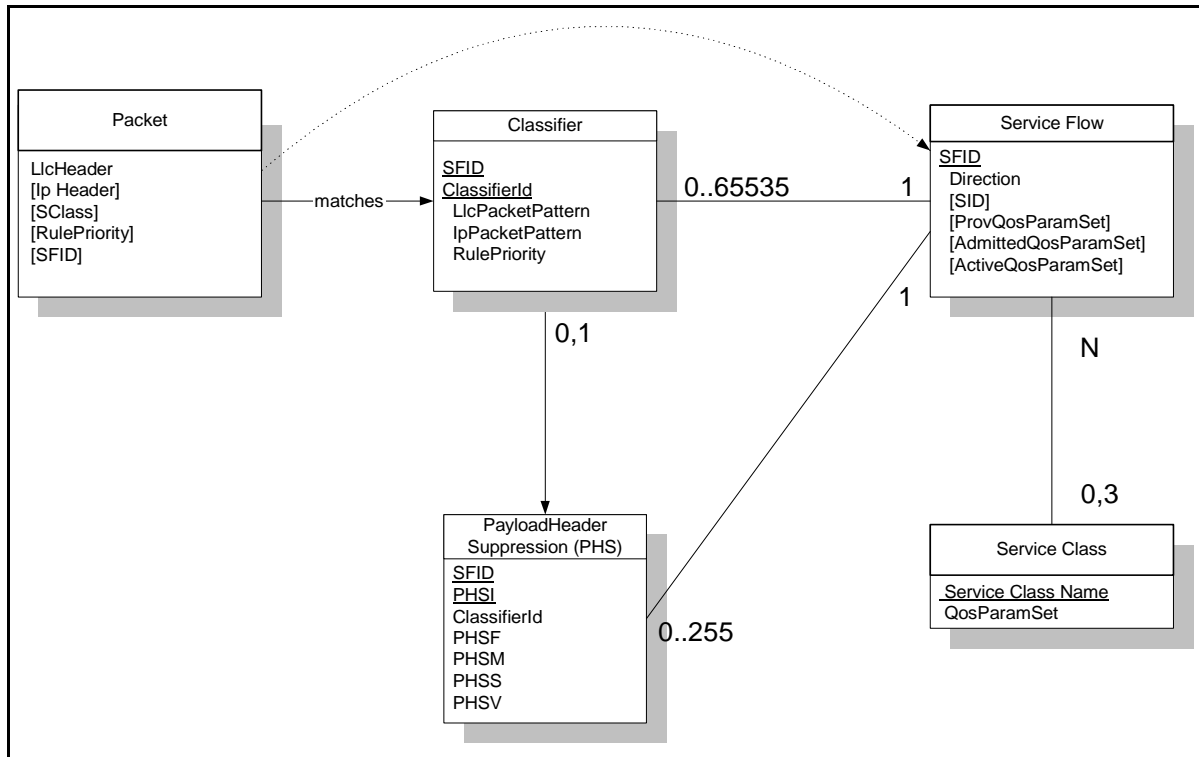 Packet
LlcHeader
[Ip Header]
[SClass]
[RulePriority]
[SFID]
matches
Classifier
SFID
ClassifierId
LlcPacketPattern
IpPacketPattern
RulePriority
0..65535
1
Service Flow
SFID
Direction
[SID]
[ProvQosParamSet]
[AdmittedQosParamSet]
[ActiveQosParamSet]
0,1
1
N
0,3
PayloadHeader
Suppression (PHS)
SFID
PHSI
ClassifierId
PHSF
PHSM
PHSS
PHSV
0..255
Service Class
Service Class Name
QosParamSet